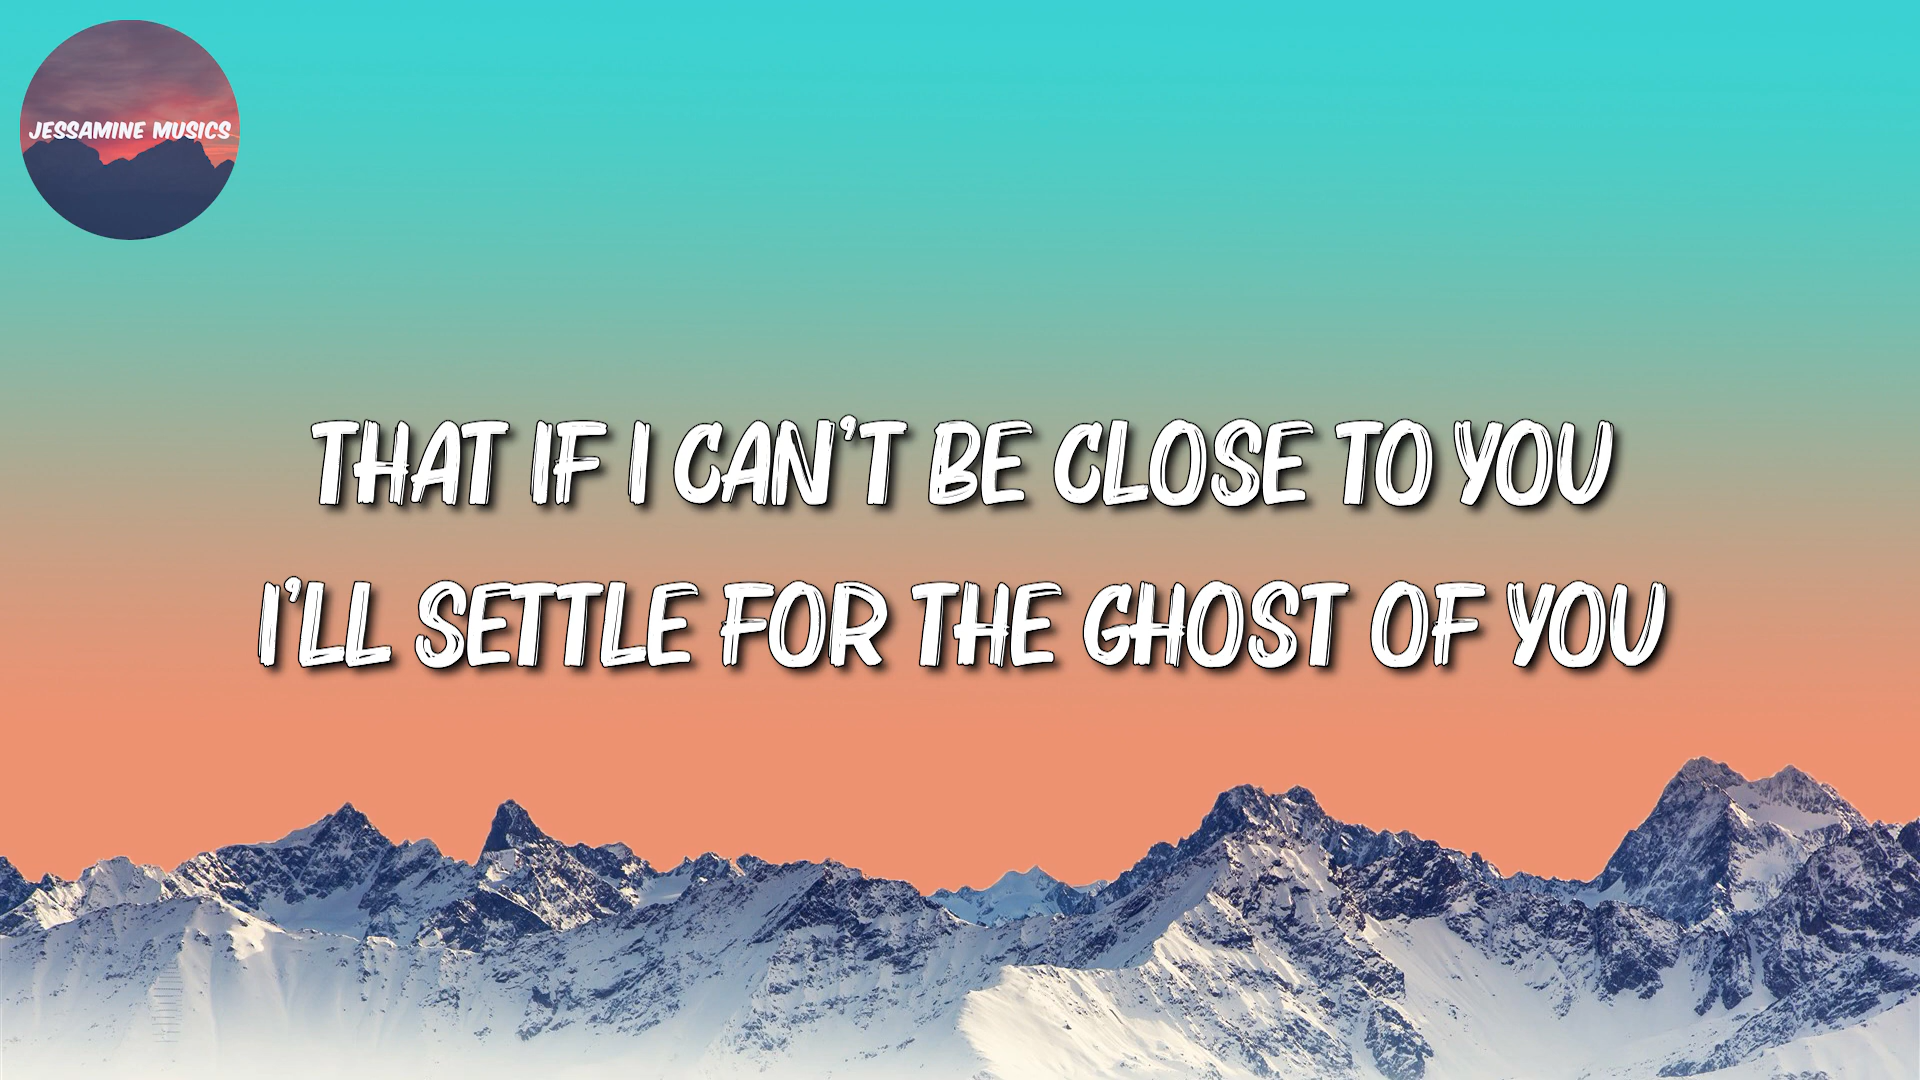 JESSAMINE MUSICS
THAT IF I CAN'T BE CLOSE TO YOU
I'LL SETTLE FOR THE GHOST OF YOU